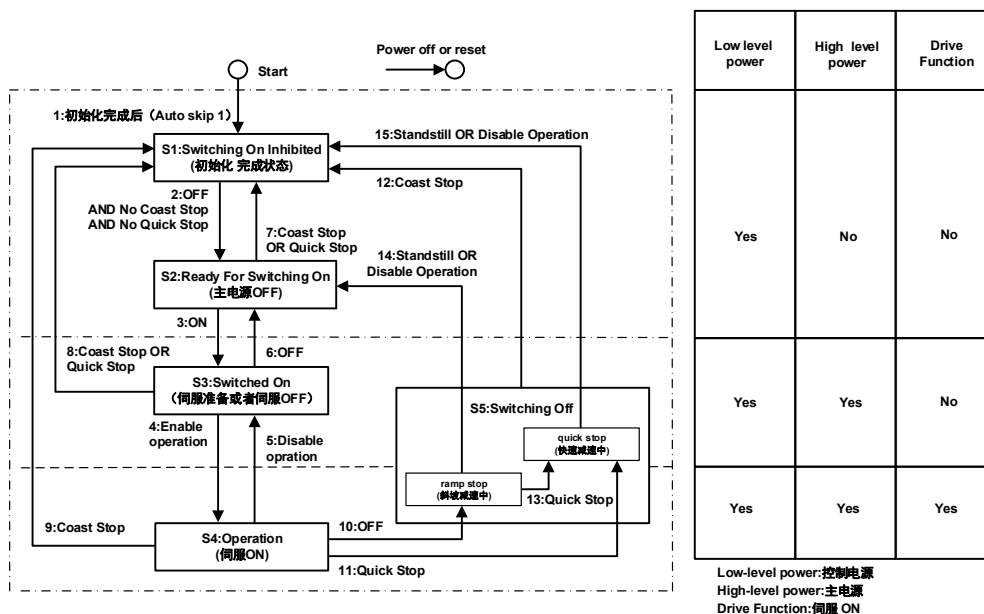 Start
Power off or reset
1:初始化完成后（Auto skip 1）
S1:Switching On Inhibited
(初始化 完成状态)
15:Standstill OR Disable Operation
12:Coast Stop
2:OFF
AND No Coast Stop
AND No Quick Stop
7:Coast Stop
OR Quick Stop
14:Standstill OR
Disable Operation
S2:Ready For Switching On
(主电源OFF)
3:ON
6:OFF
8:Coast Stop OR
Quick Stop
S3:Switched On
（伺服准备或者伺服OFF）
4:Enable
operation
5:Disable
opration
S5:Switching Off
quick stop
(快速减速中)
ramp stop
(斜坡减速中)
13:Quick Stop
9:Coast Stop
S4:Operation
(伺服ON)
10:OFF
11:Quick Stop
Low level
power
High level
power
Drive
Function
Yes
No
No
Yes
Yes
No
Yes
Yes
Yes
Low-level power:控制电源
High-level power:主电源
Drive Function:伺服 ON